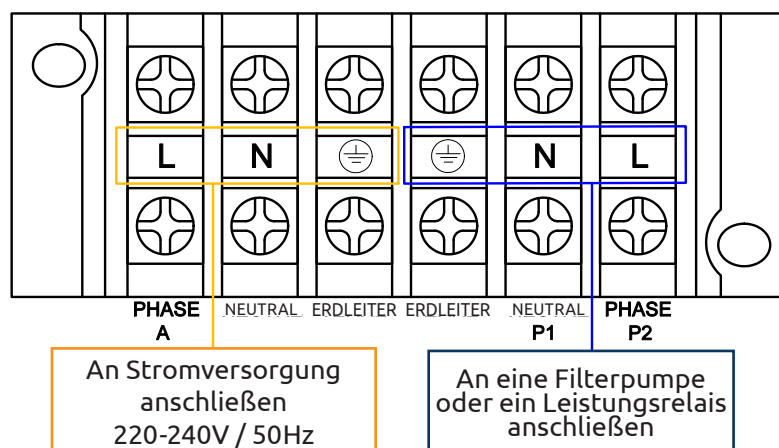 L N N L
PHASE NEUTRAL ERDLEITER ERDLEITER NEUTRAL PHASE
A P1 P2
An Stromversorgung
anschließen
220-240V / 50Hz
An eine Filterpumpe
oder ein Leistungsrelais
anschließen